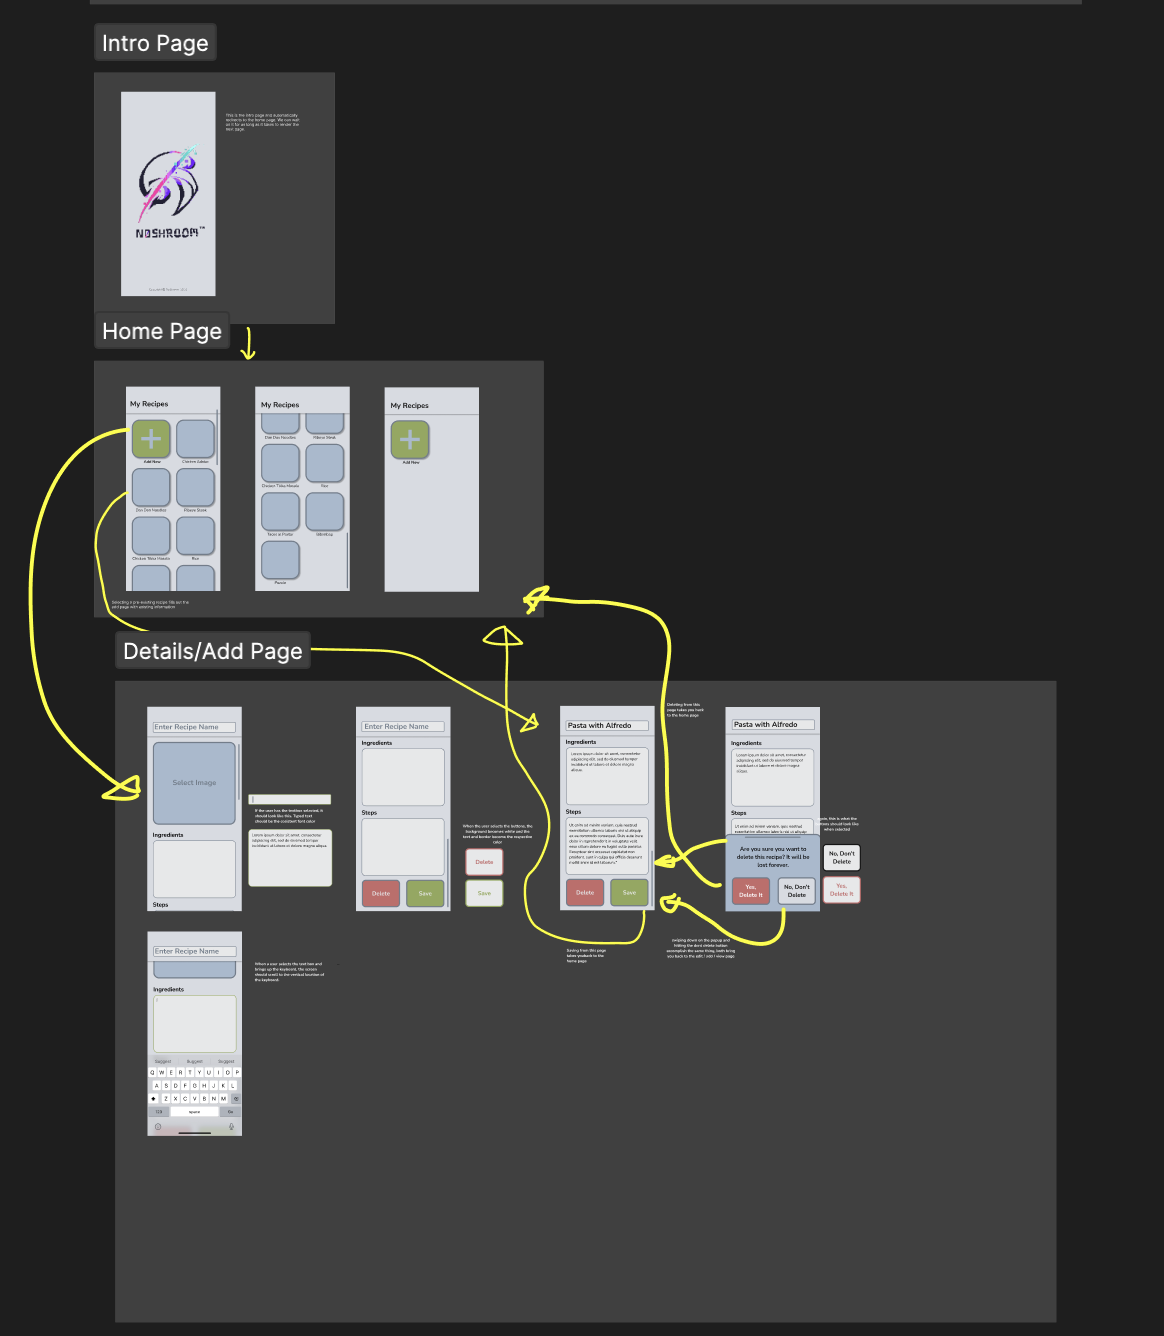 Intro Page
This is the intro page and automatically
redirects to the home page. We can wait
on it for as long as it takes to render the
next page.
NOSHROOM™
Home Page
My Recipes
Add New
Chicken Adobo
Dan Dan Noodles
Ribeye Steak
Chicken Tikka Masala
Pho
My Recipes
Dan Dan Noodles
Ribeye Steak
Chicken Tikka Masala
Pho
Tacos al Pastor
Bibimbap
My Recipes
Add New
Selecting a pre-existing recipe fills out the
add page with existing information
Details/Add Page
Enter Recipe Name
Select Image
Ingredients
Steps
If the user has the textbox selected, it
should look like this. Typed text
should be the consistent font color
Lorem ipsum dolor sit amet, consectetur
adipiscing elit, sed do eiusmod tempor
incididunt ut labore et dolore magna aliqua.
Enter Recipe Name
Ingredients
Steps
Delete
Save
When the user selects the buttons, the
background becomes white and the
text and border become the respective
color
Delete
Save
Pasta with Alfredo
Ingredients
Lorem ipsum dolor sit amet, consectetur
adipiscing elit, sed do eiusmod tempor
incididunt ut labore et dolore magna
aliqua.
Steps
Ut enim ad minim veniam, quis nostrud
exercitation ullamco laboris nisi ut aliquip
ex ea commodo consequat. Duis aute irure
dolor in reprehenderit in voluptate velit
esse cillum dolore eu fugiat nulla pariatur.
Excepteur sint occaecat cupidatat non
proident, sunt in culpa qui officia deserunt
mollit anim id est laborum."
Delete
Save
Saving from this page
takes you back to the
home page
Deleting from this
page takes you back
to the home page
Pasta with Alfredo
Ingredients
Lorem ipsum dolor sit amet, consectetur
adipiscing elit, sed do eiusmod tempor
incididunt ut labore et dolore magna
aliqua.
Steps
Ut enim ad minim veniam, quis nostrud
exercitation ullamco laboris nisi ut aliquip
Are you sure you want to
delete this recipe? It will be
lost forever.
Yes,
Delete It
No, Don't
Delete
this is what the
should look like
when selected
No, Don't
Delete
Yes,
Delete It
swiping down on the popup and
hitting the dont delete button
accomplish the same thing, both bring
you back to the edit / add / view page
Enter Recipe Name
Ingredients
When a user selects the text box and
brings up the keyboard, the screen
should scroll to the vertical location of
the keyboard.
Suggest Suggest Suggest
Q W E R T Y U I O P
A S D F G H J K L
Z X C V B N M
123 space Go